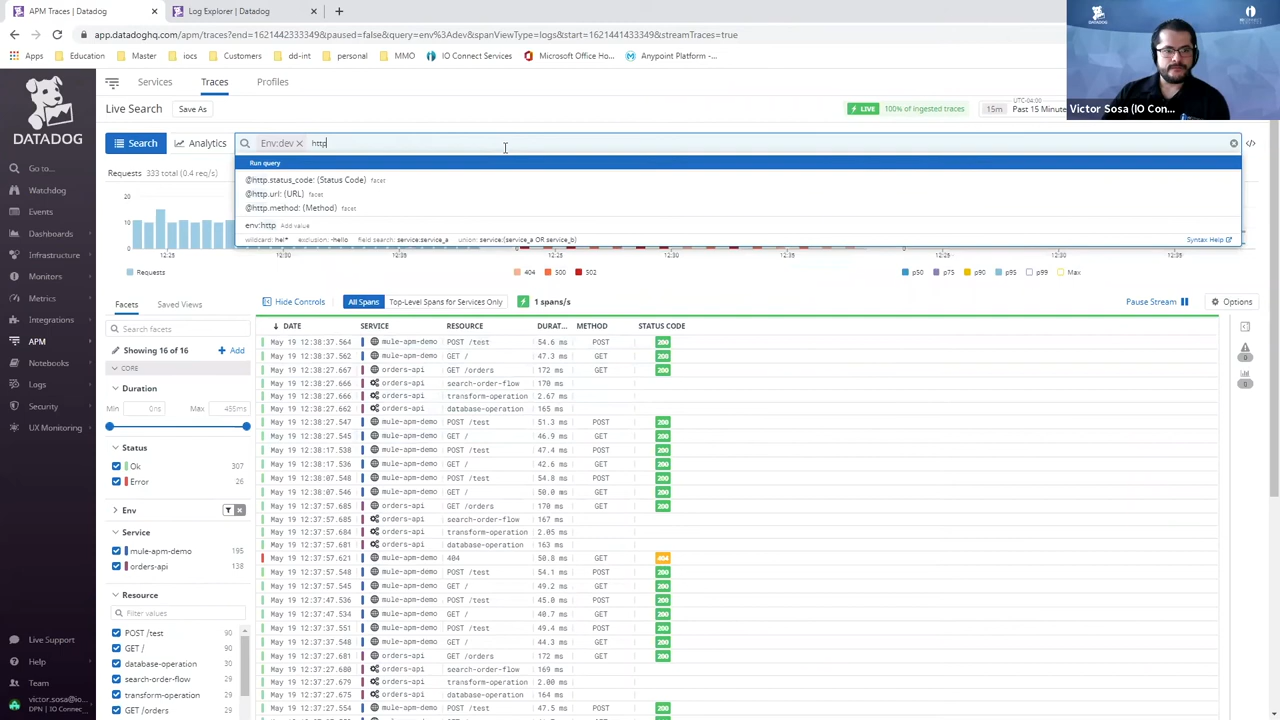 APM Traces | Datadog
Log Explorer | Datadog
app.datadoghq.com/apm/traces?end=1621442333349&paused=false&query=env%3Adev&spanViewType=logs&start=1621441433349&streamTraces=true
Apps Education Master iocs Customers dd-int personal MMO IO Connect Services Microsoft Office Ho... Anypoint Platform -...
Victor Sosa (IO Con...
DATADOG
Services Traces Profiles
Live Search Save As
LIVE 100% of ingested traces 15m UTC-04:00 Past 15 Minute
Search Analytics Env:dev http
Run query
@http.status_code: (Status Code) facet
@http.url: (URL) facet
@http.method: (Method) facet
env:http Add value
wildcard: hel* exclusion: -hello field search: service:service_a union: service:(service_a OR service_b) Syntax Help
Requests 333 total (0.4 req/s)
20
10
0
12:25 12:30 12:35 12:25 12:30 12:35 12:25 12:30 12:35
Requests 404 500 502 p50 p75 p90 p95 p99 Max
Go to...
Watchdog
Events
Dashboards
Infrastructure
Monitors
Metrics
Integrations
APM
Notebooks
Logs
Security
UX Monitoring
Live Support
Help
Team
victor.sosa@io...
DPN | IO Connec...
Facets Saved Views
Search facets
Showing 16 of 16 Add
CORE
Duration
Min 0ns Max 455ms
Status
Ok 307
Error 26
Env
Service
mule-apm-demo 195
orders-api 138
Resource
Filter values
POST /test 90
GET / 90
database-operation 30
search-order-flow 30
transform-operation 30
GET /orders
Hide Controls All Spans Top-Level Spans for Services Only 1 spans/s Pause Stream Options
DATE SERVICE RESOURCE DURAT... METHOD STATUS CODE
May 19 12:38:37.564 mule-apm-demo POST /test 54.6 ms POST 200
May 19 12:38:37.562 mule-apm-demo GET / 47.3 ms GET 200
May 19 12:38:27.667 orders-api GET /orders 172 ms GET 200
May 19 12:38:27.666 orders-api search-order-flow 170 ms
May 19 12:38:27.666 orders-api transform-operation 2.67 ms
May 19 12:38:27.662 orders-api database-operation 165 ms
May 19 12:38:27.547 mule-apm-demo POST /test 51.3 ms POST 200
May 19 12:38:27.545 mule-apm-demo GET / 46.9 ms GET 200
May 19 12:38:17.538 mule-apm-demo POST /test 47.4 ms POST 200
May 19 12:38:17.536 mule-apm-demo GET / 42.6 ms GET 200
May 19 12:38:07.548 mule-apm-demo POST /test 54.8 ms POST 200
May 19 12:38:07.546 mule-apm-demo GET / 50.0 ms GET 200
May 19 12:37:57.685 orders-api GET /orders 170 ms GET 200
May 19 12:37:57.685 orders-api search-order-flow 167 ms
May 19 12:37:57.684 orders-api transform-operation 2.05 ms
May 19 12:37:57.681 orders-api database-operation 163 ms
May 19 12:37:57.621 mule-apm-demo 404 50.8 ms GET 404
May 19 12:37:57.548 mule-apm-demo POST /test 54.1 ms POST 200
May 19 12:37:57.545 mule-apm-demo GET / 49.2 ms GET 200
May 19 12:37:47.536 mule-apm-demo POST /test 45.0 ms POST 200
May 19 12:37:47.534 mule-apm-demo GET / 40.7 ms GET 200
May 19 12:37:37.551 mule-apm-demo POST /test 49.4 ms POST 200
May 19 12:37:37.548 mule-apm-demo GET / 44.3 ms GET 200
May 19 12:37:27.681 orders-api GET /orders 172 ms GET 200
May 19 12:37:27.680 orders-api search-order-flow 169 ms
May 19 12:37:27.677 orders-api transform-operation 2.00 ms
May 19 12:37:27.675 orders-api database-operation 164 ms
POST /test 47.5 ms POST 200